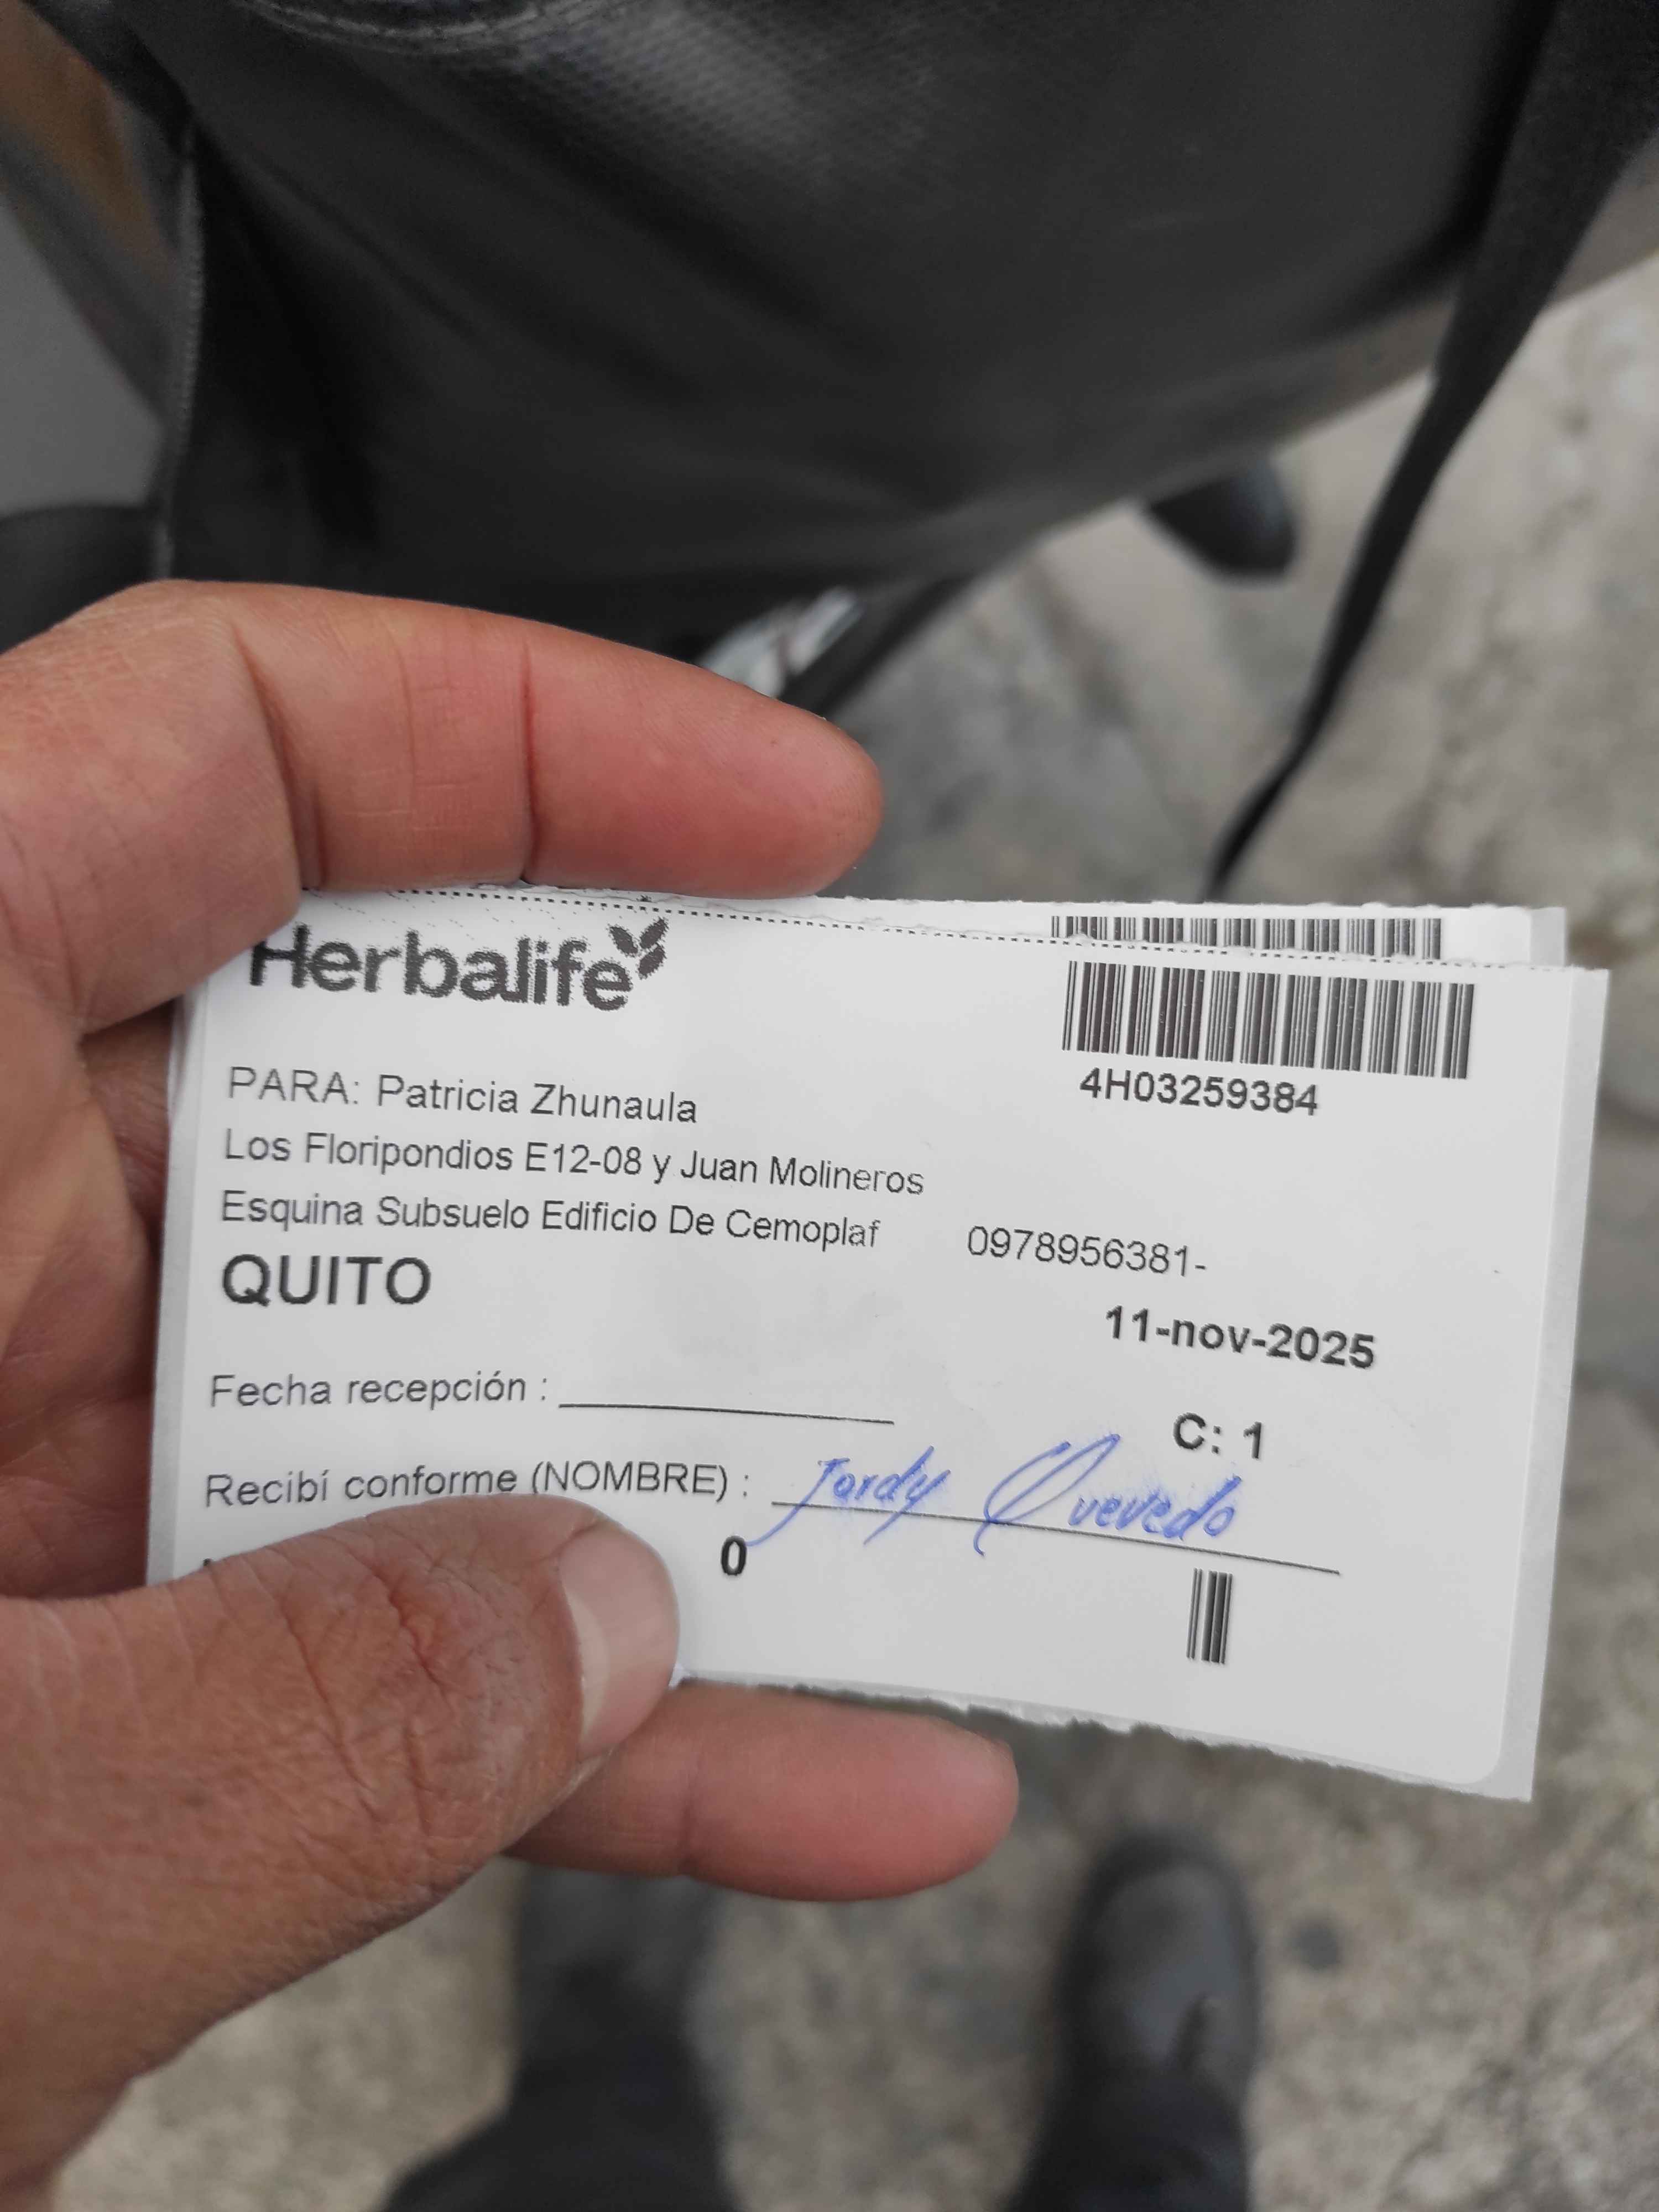 Herbalife
4H03259384
PARA: Patricia Zhunaula
Los Floripondios E12-08 y Juan Molineros
Esquina Subsuelo Edificio De Cemoplaf 0978956381-
QUITO
11-nov-2025
Fecha recepción : ____________
C: 1
Recibí conforme (NOMBRE) : Jordy Quevedo
0